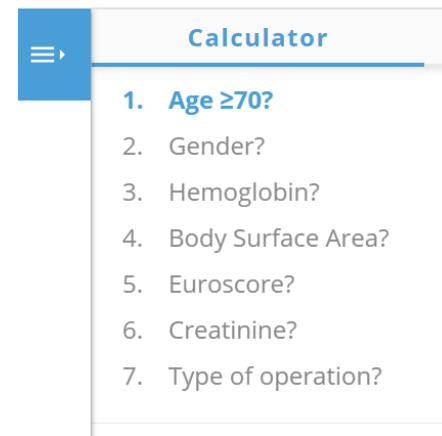 Calculator
1. Age ≥70?
2. Gender?
3. Hemoglobin?
4. Body Surface Area?
5. Euroscore?
6. Creatinine?
7. Type of operation?